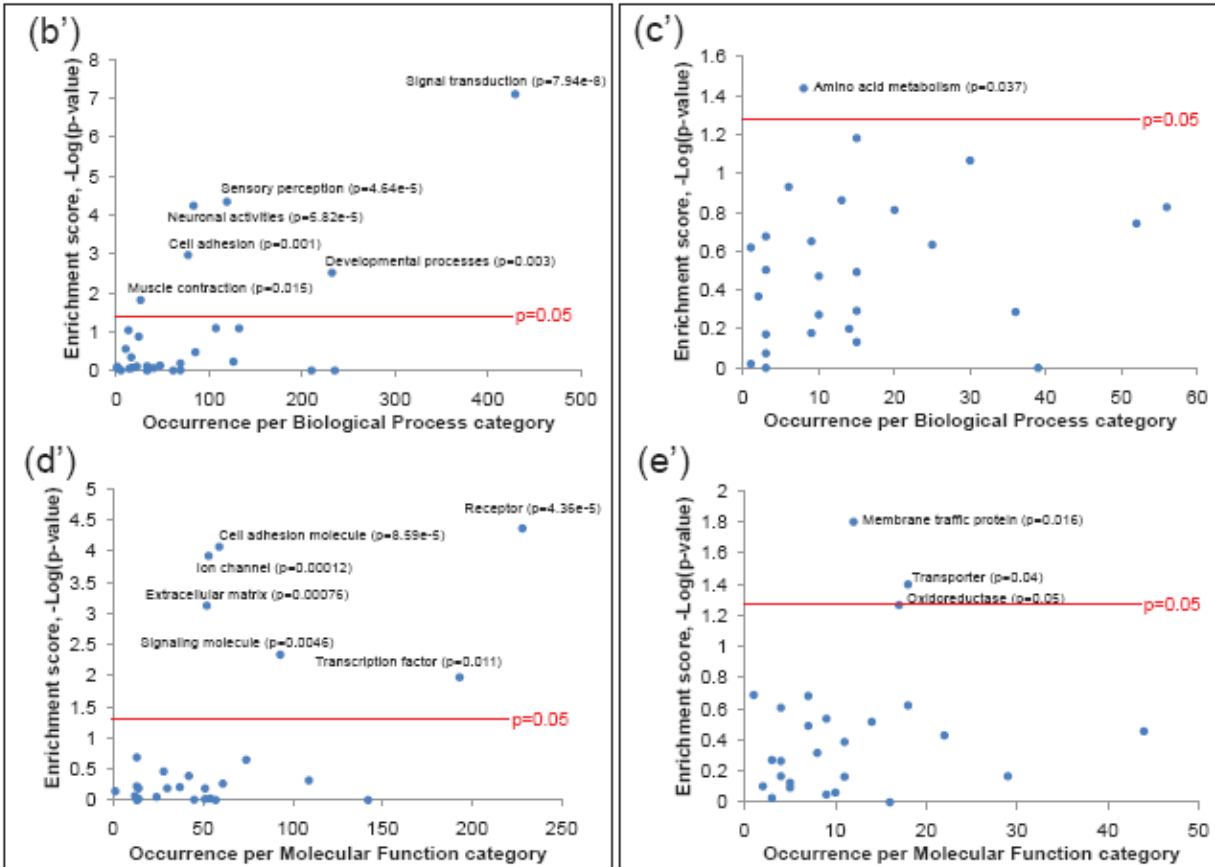 (b’)
Enrichment score, -Log(p-value)
8
7
6
5
4
3
2
1
0
Signal transduction (p=7.94e-8)
Sensory perception (p=4.64e-5)
Neuronal activities (p=5.82e-5)
Cell adhesion (p=0.001)
Developmental processes (p=0.003)
Muscle contraction (p=0.015)
p=0.05
0 100 200 300 400 500
Occurrence per Biological Process category
(c’)
Enrichment score, -Log(p-value)
1.6
1.4
1.2
1
0.8
0.6
0.4
0.2
0
Amino acid metabolism (p=0.037)
p=0.05
0 10 20 30 40 50 60
Occurrence per Biological Process category
(d’)
Enrichment score, -Log(p-value)
5
4.5
4
3.5
3
2.5
2
1.5
1
0.5
0
Receptor (p=4.36e-5)
Cell adhesion molecule (p=8.59e-5)
Ion channel (p=0.00012)
Extracellular matrix (p=0.00076)
Signaling molecule (p=0.0046)
Transcription factor (p=0.011)
p=0.05
0 50 100 150 200 250
Occurrence per Molecular Function category
(e’)
Enrichment score, -Log(p-value)
2
1.8
1.6
1.4
1.2
1
0.8
0.6
0.4
0.2
0
Membrane traffic protein (p=0.016)
Transporter (p=0.04)
Oxidoreductase (p=0.05)
p=0.05
0 10 20 30 40 50
Occurrence per Molecular Function category